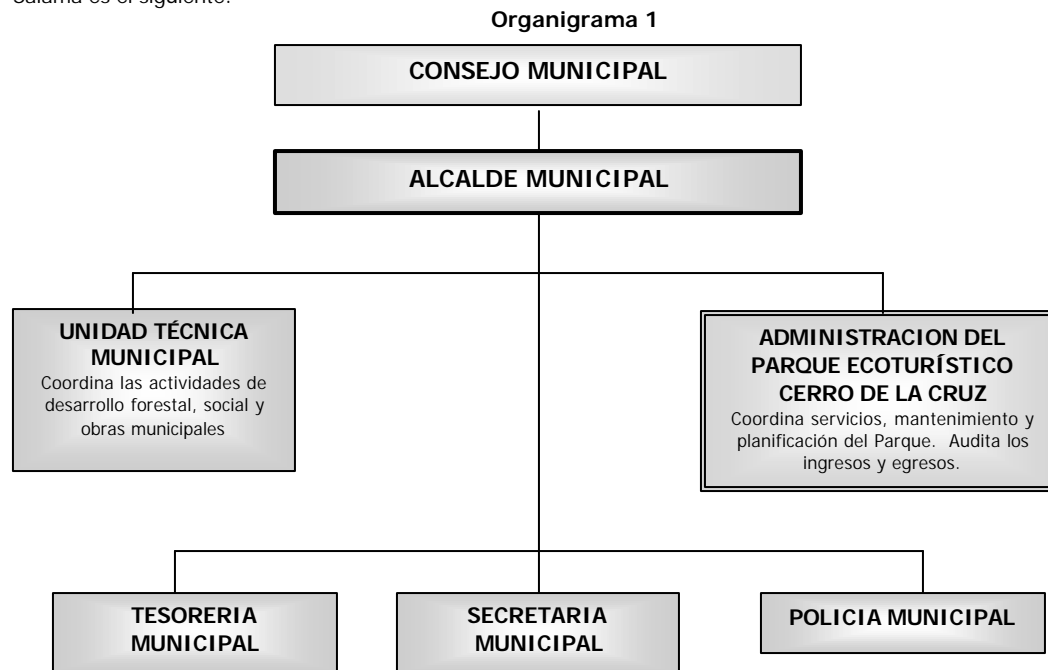 Salamá es el siguiente:
Organigrama 1
CONSEJO MUNICIPAL
ALCALDE MUNICIPAL
UNIDAD TÉCNICA
MUNICIPAL
Coordina las actividades de
desarrollo forestal, social y
obras municipales
ADMINISTRACION DEL
PARQUE ECOTURÍSTICO
CERRO DE LA CRUZ
Coordina servicios, mantenimiento y
planificación del Parque. Audita los
ingresos y egresos.
TESORERIA
MUNICIPAL
SECRETARIA
MUNICIPAL
POLICIA MUNICIPAL